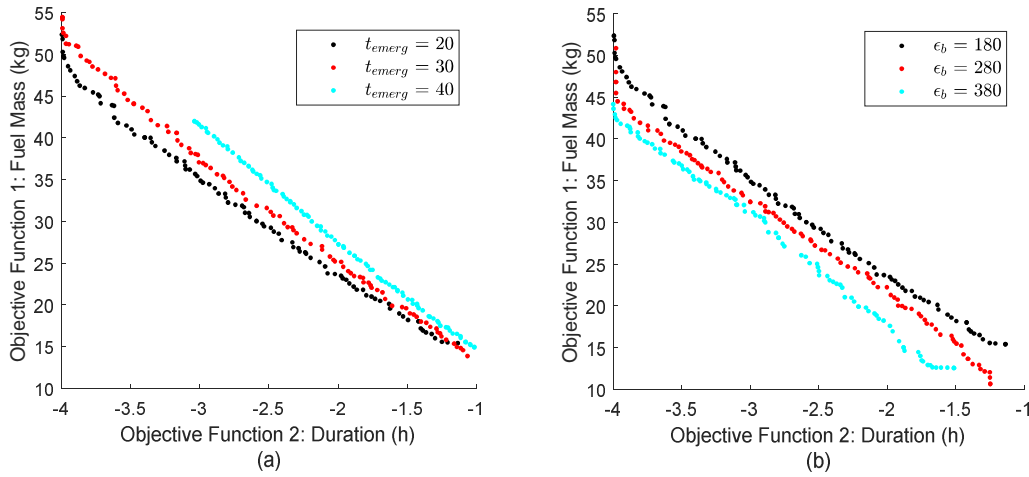 55
50
45
40
35
30
25
20
15
10
-4
-3.5
-3
-2.5
-2
-1.5
-1
Objective Function 1: Fuel Mass (kg)
Objective Function 2: Duration (h)
(a)
t_emerg = 20
t_emerg = 30
t_emerg = 40
55
50
45
40
35
30
25
20
15
10
-4
-3.5
-3
-2.5
-2
-1.5
-1
Objective Function 1: Fuel Mass (kg)
Objective Function 2: Duration (h)
(b)
ϵ_b = 180
ϵ_b = 280
ϵ_b = 380